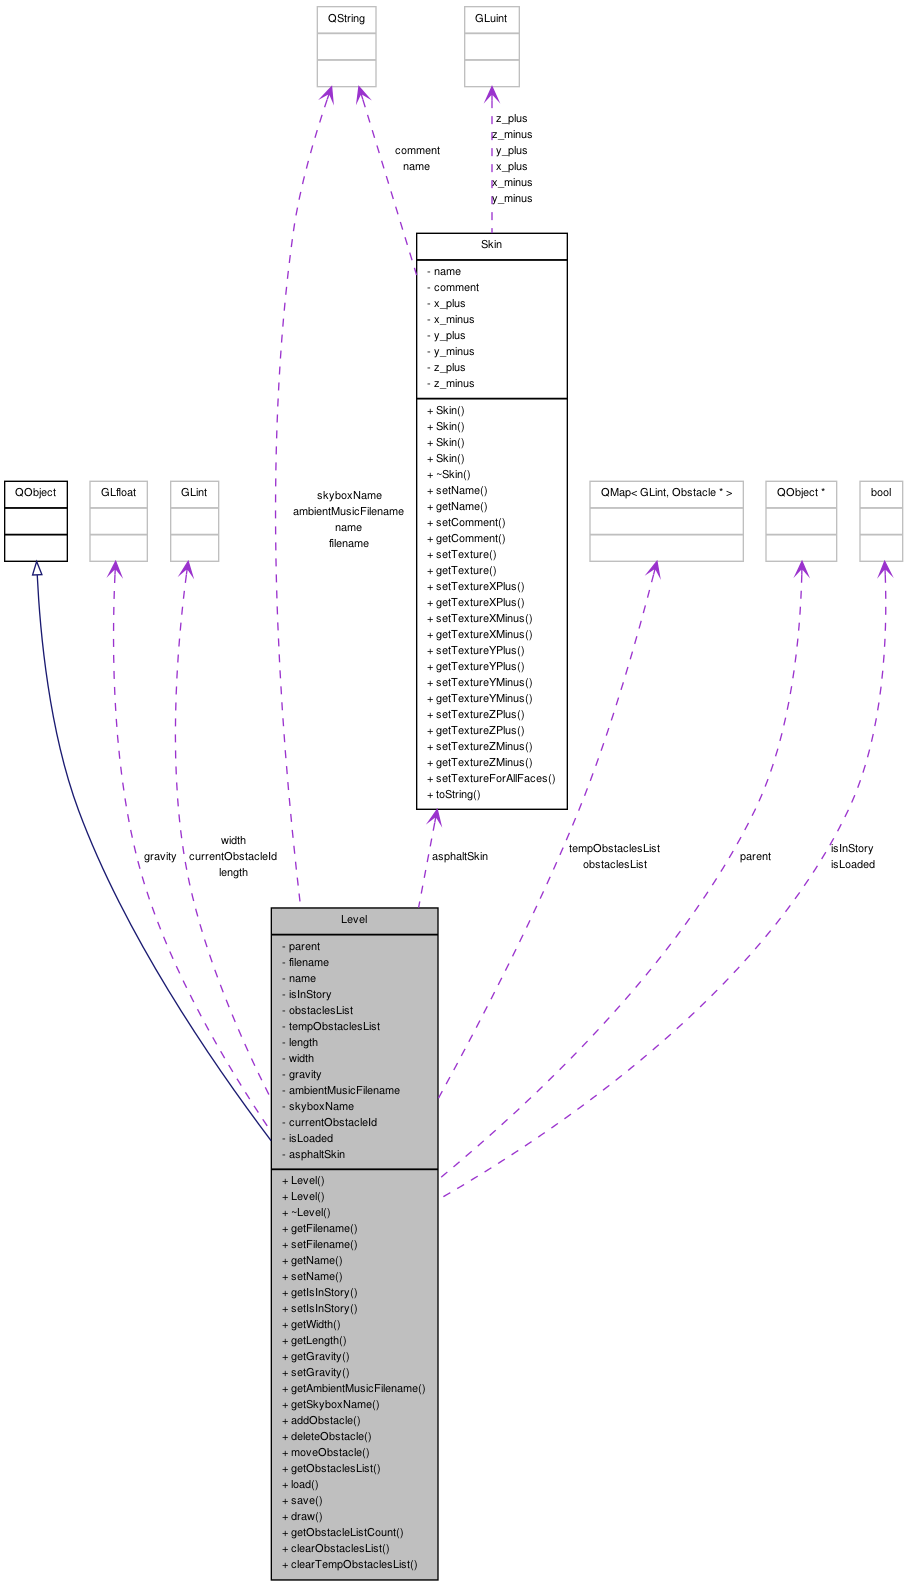 QString
GLuint
z_plus
z_minus
y_plus
x_plus
x_minus
y_minus
comment
name
Skin
- name
- comment
- x_plus
- x_minus
- y_plus
- y_minus
- z_plus
- z_minus
+ Skin()
+ Skin()
+ Skin()
+ Skin()
+ ~Skin()
+ setName()
+ getName()
+ setComment()
+ getComment()
+ setTexture()
+ getTexture()
+ setTextureXPlus()
+ getTextureXPlus()
+ setTextureXMinus()
+ getTextureXMinus()
+ setTextureYPlus()
+ getTextureYPlus()
+ setTextureYMinus()
+ getTextureYMinus()
+ setTextureZPlus()
+ getTextureZPlus()
+ setTextureZMinus()
+ getTextureZMinus()
+ setTextureForAllFaces()
+ toString()
QObject
GLfloat
GLint
skyboxName
ambientMusicFilename
name
filename
QMap< GLint, Obstacle * >
QObject *
bool
gravity
width
currentObstacleId
length
asphaltSkin
tempObstaclesList
obstaclesList
parent
isInStory
isLoaded
Level
- parent
- filename
- name
- isInStory
- obstaclesList
- tempObstaclesList
- length
- width
- gravity
- ambientMusicFilename
- skyboxName
- currentObstacleId
- isLoaded
- asphaltSkin
+ Level()
+ Level()
+ ~Level()
+ getFilename()
+ setFilename()
+ getName()
+ setName()
+ getIsInStory()
+ setIsInStory()
+ getWidth()
+ getLength()
+ getGravity()
+ setGravity()
+ getAmbientMusicFilename()
+ getSkyboxName()
+ addObstacle()
+ deleteObstacle()
+ moveObstacle()
+ getObstaclesList()
+ load()
+ save()
+ draw()
+ getObstacleListCount()
+ clearObstaclesList()
+ clearTempObstaclesList()